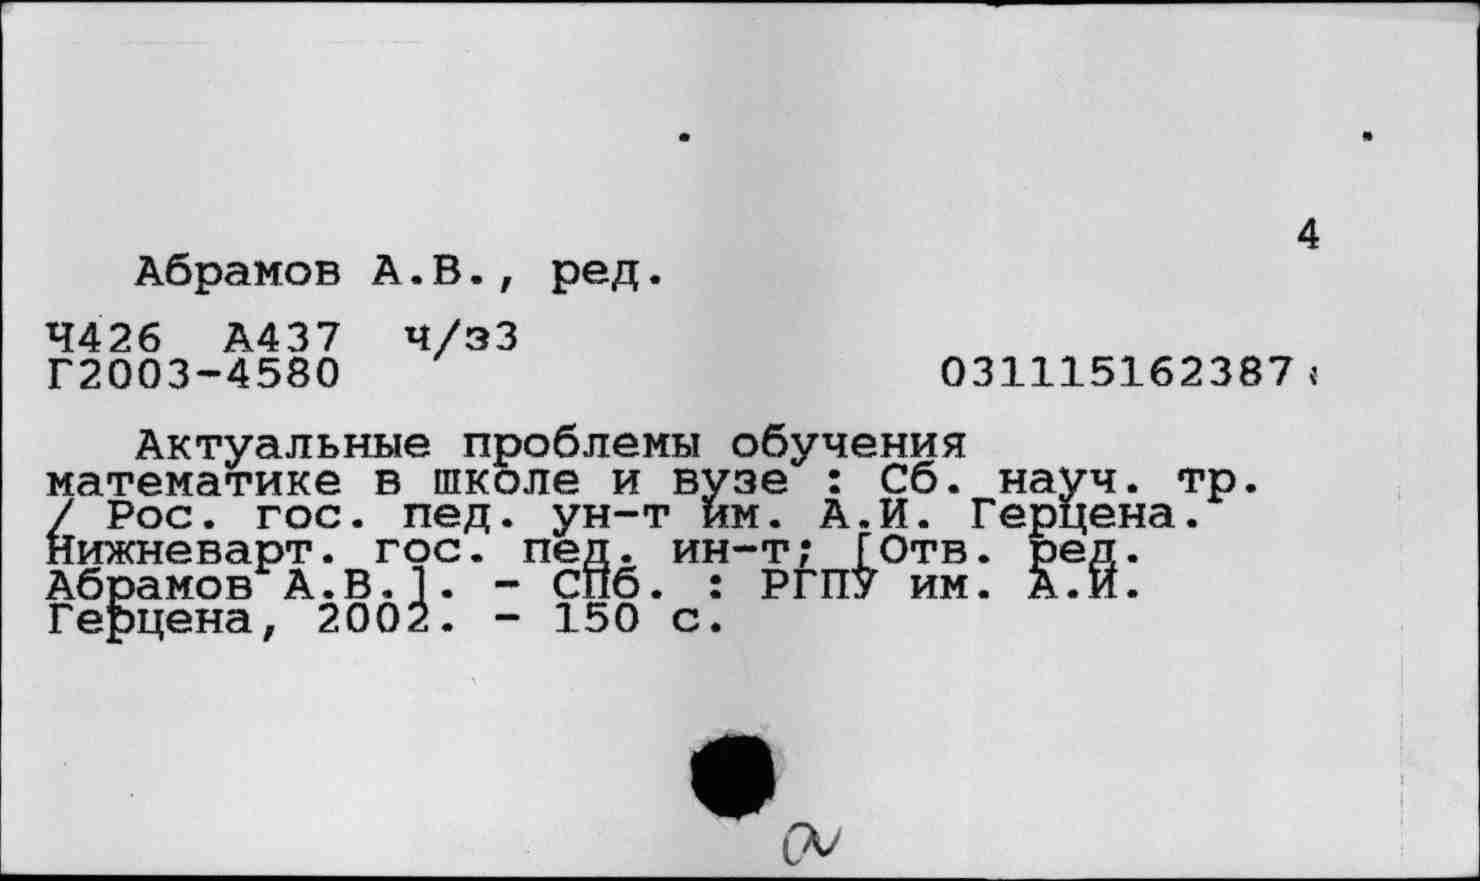 4
Абрамов А.В., ред.
Ч426 А437 ч/з3
Г2003-4580 031115162387
Актуальные проблемы обучения
математике в школе и вузе : Сб. науч. тр.
/ Рос. гос. пед. ун-т им. А.И. Герцена.
Нижневарт. гос. пед. ин-т; [Отв. ред.
Абрамов А.В.]. - СПб. : РГПУ им. А.И.
Герцена, 2002. - 150 с.